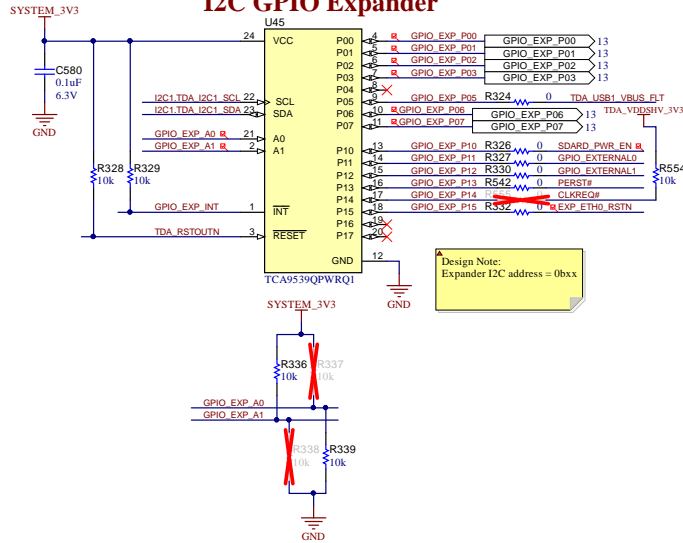 I2C GPIO Expander
SYSTEM_3V3
U45
24 VCC P00 4 GPIO_EXP_P00 GPIO_EXP_P00 13
P01 5 GPIO_EXP_P01 GPIO_EXP_P01 13
P02 6 GPIO_EXP_P02 GPIO_EXP_P02 13
P03 7 GPIO_EXP_P03 GPIO_EXP_P03 13
C580
0.1uF
6.3V
GND
P04 8
I2C1.TDA_I2C1_SCL 22 SCL P05 9 GPIO_EXP_P05 R324 0 TDA_USB1_VBUS_FLT
I2C1.TDA_I2C1_SDA 23 SDA P06 10 GPIO_EXP_P06 GPIO_EXP_P06 13
P07 11 GPIO_EXP_P07 GPIO_EXP_P07 13
TDA_VDDSHV_3V3
GPIO_EXP_A0 21 A0
GPIO_EXP_A1 2 A1 P10 13 GPIO_EXP_P10 R326 0 SDARD_PWR_EN
P11 14 GPIO_EXP_P11 R327 0 GPIO_EXTERNAL0
R328 10k R329 10k P12 15 GPIO_EXP_P12 R330 0 GPIO_EXTERNAL1
R554 10k
P13 16 GPIO_EXP_P13 R542 0 PERST#
P14 17 GPIO_EXP_P14 CLKREQ#
GPIO_EXP_INT 1 INT P15 18 GPIO_EXP_P15 R332 0 EXP_ETH0_RSTN
P16 19
TDA_RSTOUTN 3 RESET P17 20
GND 12
TCA9539QPWRQ1
GND
Design Note:
Expander I2C address = 0bxx
SYSTEM_3V3
R336 10k R337 10k
GPIO_EXP_A0
GPIO_EXP_A1
R338 10k R339 10k
GND